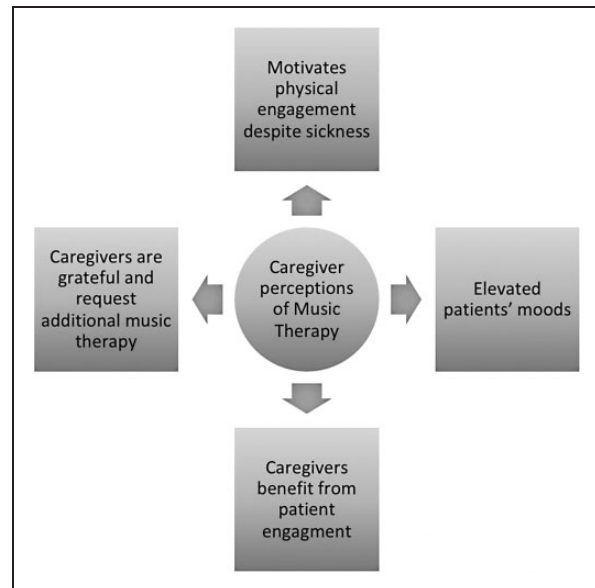 Motivates
physical
engagement
despite sickness
Caregivers are
grateful and
request
additional music
therapy
Caregiver
perceptions
of Music
Therapy
Elevated
patients’ moods
Caregivers
benefit from
patient
engagment